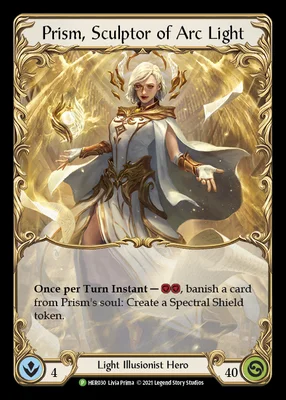 Prism, Sculptor of Arc Light
Once per Turn Instant — , banish a card
from Prism's soul: Create a Spectral Shield
token.
4
Light Illusionist Hero
40
P HER030 Livia Prima © 2021 Legend Story Studios